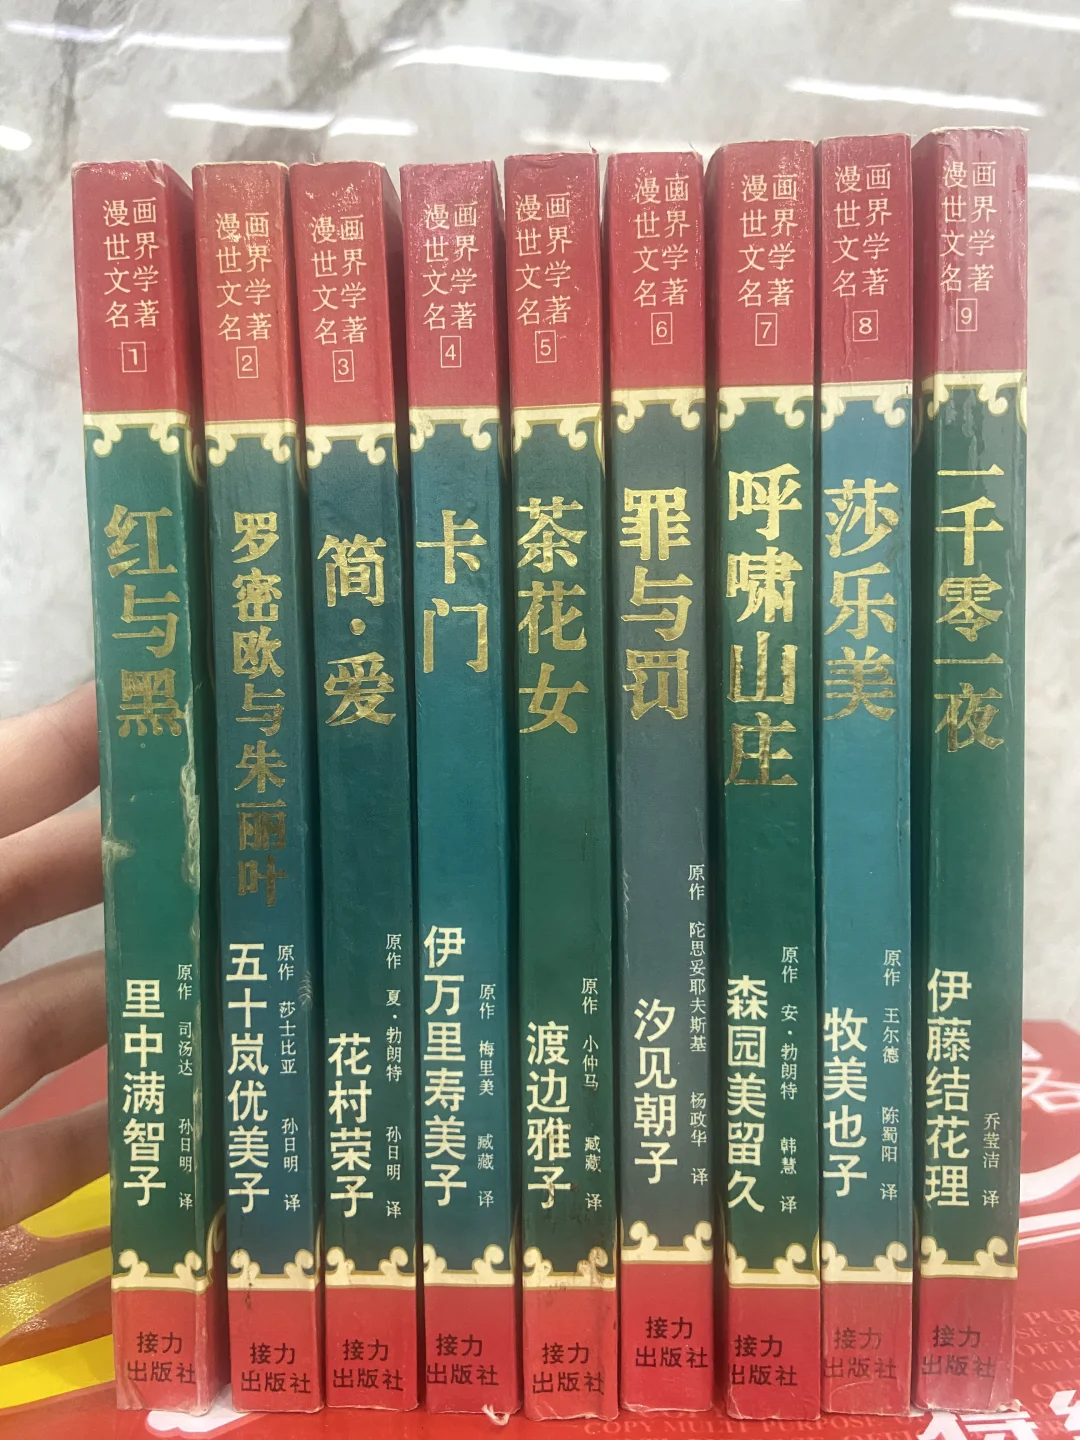 漫画
世界
文学
名著
1
红与黑
原作 司汤达 孙日明 译
里中满智子
接力
出版社
漫画
世界
文学
名著
2
罗密欧与朱丽叶
原作 莎士比亚 孙日明 译
五十岚优美子
接力
出版社
漫画
世界
文学
名著
3
简·爱
原作 夏·勃朗特 孙日明 译
花村荣子
接力
出版社
漫画
世界
文学
名著
4
卡门
原作 梅里美 臧藏 译
伊万里寿美子
接力
出版社
漫画
世界
文学
名著
5
茶花女
原作 小仲马 臧藏 译
渡边雅子
接力
出版社
漫画
世界
文学
名著
6
罪与罚
原作 陀思妥耶夫斯基 杨政华 译
汐见朝子
接力
出版社
漫画
世界
文学
名著
7
呼啸山庄
原作 安·勃朗特 韩慧 译
森园美留久
接力
出版社
漫画
世界
文学
名著
8
莎乐美
原作 王尔德 陈蜀阳 译
牧美也子
接力
出版社
漫画
世界
文学
名著
9
一千零一夜
乔莹洁 译
伊藤结花理
接力
出版社
名
COPY MULTI PURPOSE